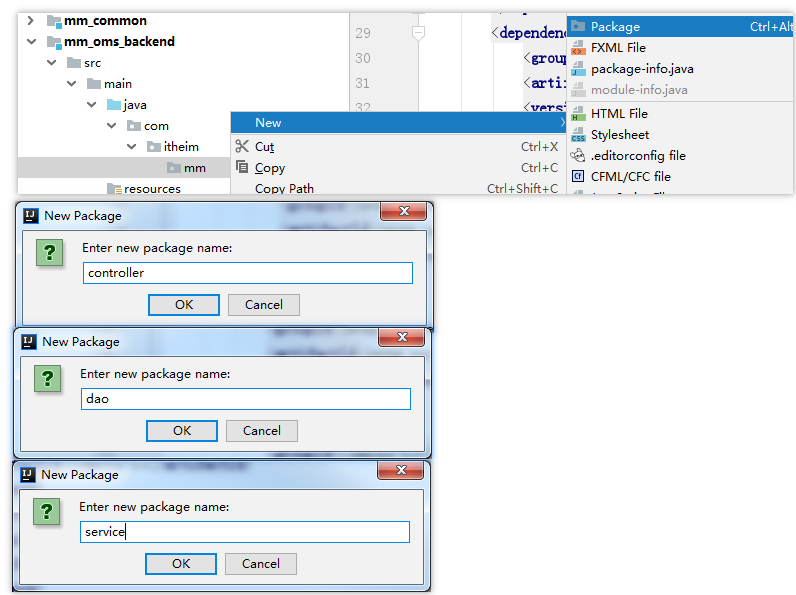 mm_common
mm_oms_backend
src
main
java
com
itheim
mm
resources
29
30
31
32
<dependen
<group
<arti
<versi
New
Cut Ctrl+X
Copy Ctrl+C
Copy Path Ctrl+Shift+C
Package Ctrl+Alt
FXML File
package-info.java
module-info.java
HTML File
Stylesheet
.editorconfig file
CFML/CFC file
New Package
Enter new package name:
controller
OK Cancel
New Package
Enter new package name:
dao
OK Cancel
New Package
Enter new package name:
service
OK Cancel